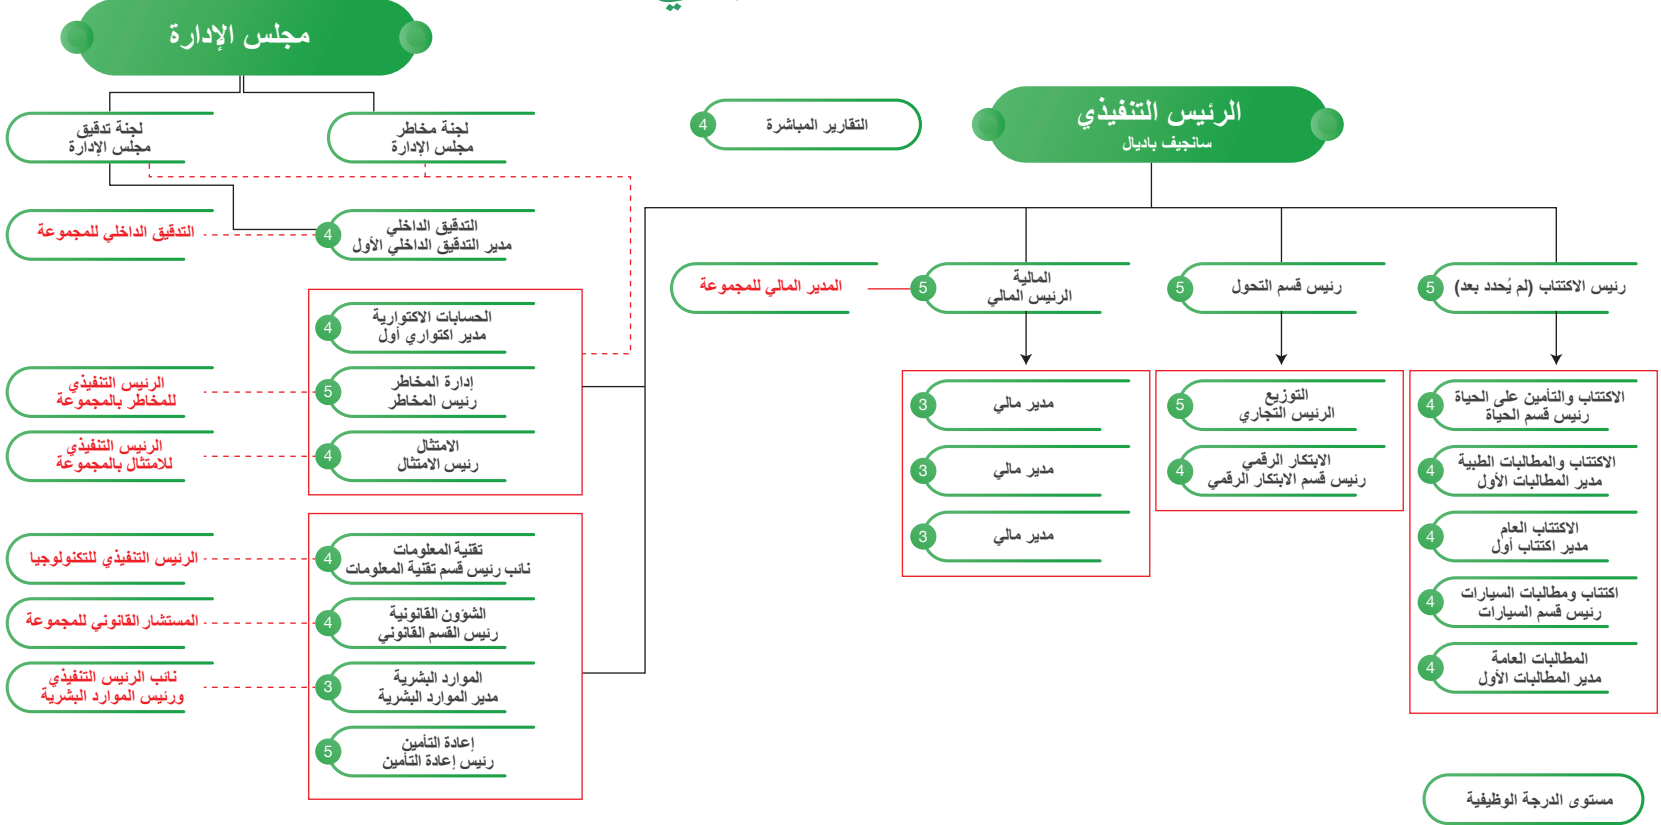 مجلس الإدارة
لجنة مخاطر
مجلس الإدارة
لجنة تدقيق
مجلس الإدارة
الرئيس التنفيذي
سانجيف باديال
التقارير المباشرة
4
التدقيق الداخلي
مدير التدقيق الداخلي الأول
4
التدقيق الداخلي للمجموعة
رئيس الاكتتاب (لم يُحدد بعد)
5
رئيس قسم التحول
5
المالية
الرئيس المالي
5
المدير المالي للمجموعة
الاكتتاب والتأمين على الحياة
رئيس قسم الحياة
4
الاكتتاب والمطالبات الطبية
مدير المطالبات الأول
4
الاكتتاب العام
مدير اكتتاب أول
4
اكتتاب ومطالبات السيارات
رئيس قسم السيارات
4
المطالبات العامة
مدير المطالبات الأول
4
التوزيع
الرئيس التجاري
5
الابتكار الرقمي
رئيس قسم الابتكار الرقمي
4
مدير مالي
3
مدير مالي
3
مدير مالي
3
الحسابات الاكتوارية
مدير اكتواري أول
4
إدارة المخاطر
رئيس المخاطر
5
الرئيس التنفيذي
للمخاطر بالمجموعة
الامتثال
رئيس الامتثال
4
الرئيس التنفيذي
للامتثال بالمجموعة
تقنية المعلومات
نائب رئيس قسم تقنية المعلومات
4
الرئيس التنفيذي للتكنولوجيا
الشؤون القانونية
رئيس القسم القانوني
4
المستشار القانوني للمجموعة
الموارد البشرية
مدير الموارد البشرية
3
نائب الرئيس التنفيذي
ورئيس الموارد البشرية
إعادة التأمين
رئيس إعادة التأمين
5
مستوى الدرجة الوظيفية